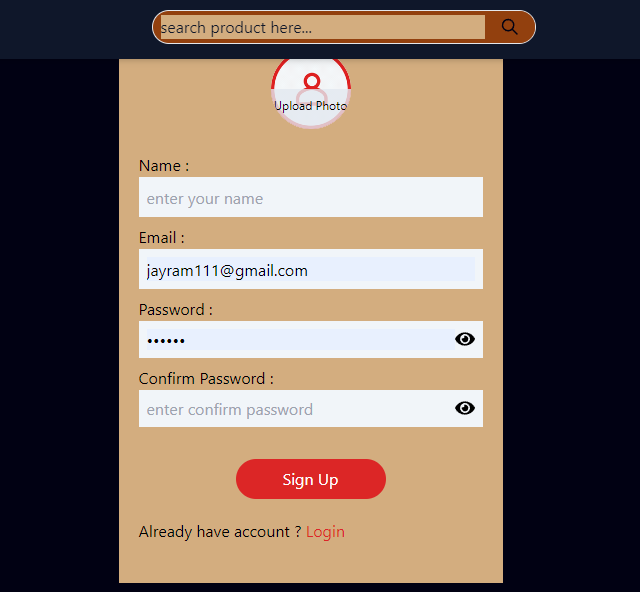 search product here...
Upload Photo
Name :
enter your name
Email :
jayram111@gmail.com
Password :
••••••
Confirm Password :
enter confirm password
Sign Up
Already have account ? Login